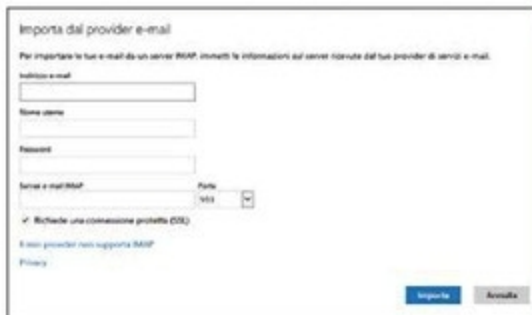 Importa dal provider e-mail
Per importare le tue e-mail da un server IMAP, immetti le informazioni sul server ricevute dal tuo provider di servizi e-mail.
Indirizzo e-mail
Nome utente
Password
Server e-mail IMAP Porta
993
✔ Richiede una connessione protetta (SSL)
Il mio provider non supporta IMAP
Privacy
Importa Annulla